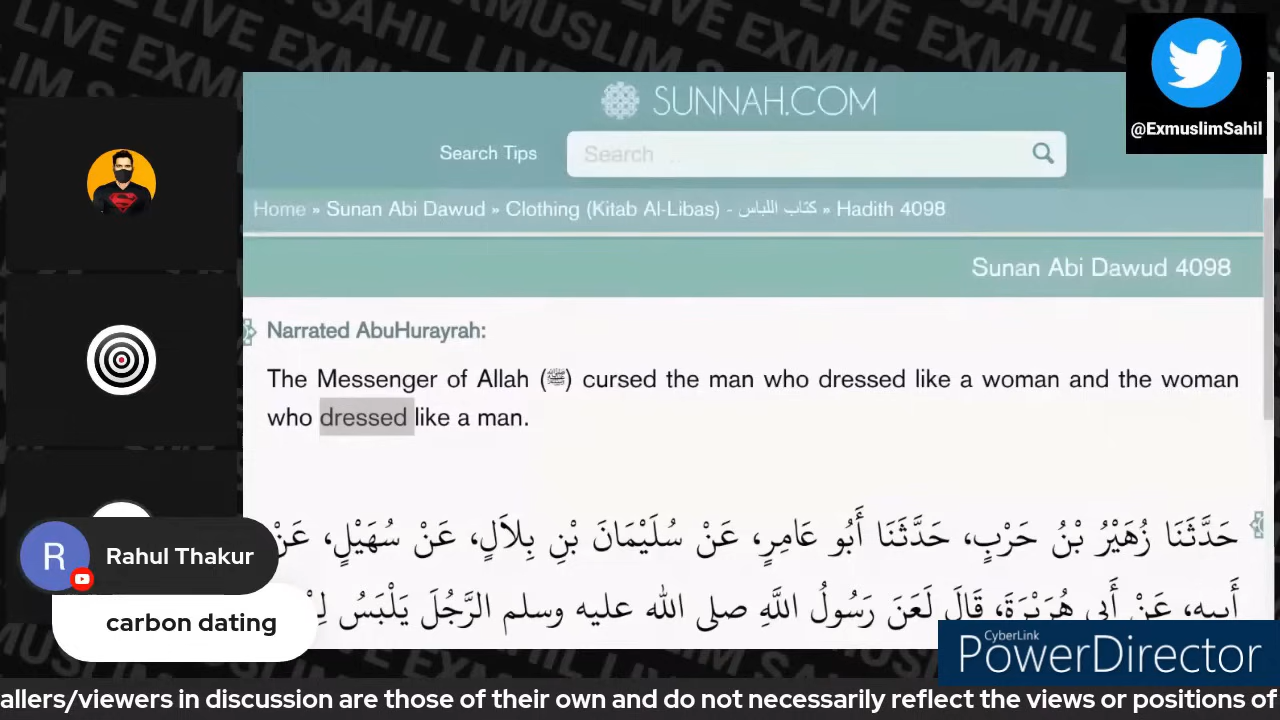 LIVE EXMUSLIM SAHIL
@ExmuslimSahil
SUNNAH.COM
Search Tips
Search ...
Home » Sunan Abi Dawud » Clothing (Kitab Al-Libas) - كتاب اللباس » Hadith 4098
Sunan Abi Dawud 4098
Narrated AbuHurayrah:
The Messenger of Allah (ﷺ) cursed the man who dressed like a woman and the woman
who dressed like a man.
حَدَّثَنَا زُهَيْرُ بْنُ حَرْبٍ، حَدَّثَنَا أَبُو عَامِرٍ، عَنْ سُلَيْمَانَ بْنِ بِلاَلٍ، عَنْ سُهَيْلٍ، عَنْ
أَبِيهِ، عَنْ أَبِي هُرَيْرَةَ، قَالَ لَعَنَ رَسُولُ اللَّهِ صلى الله عليه وسلم الرَّجُلَ يَلْبَسُ
R
Rahul Thakur
carbon dating
CyberLink
PowerDirector
allers/viewers in discussion are those of their own and do not necessarily reflect the views or positions of